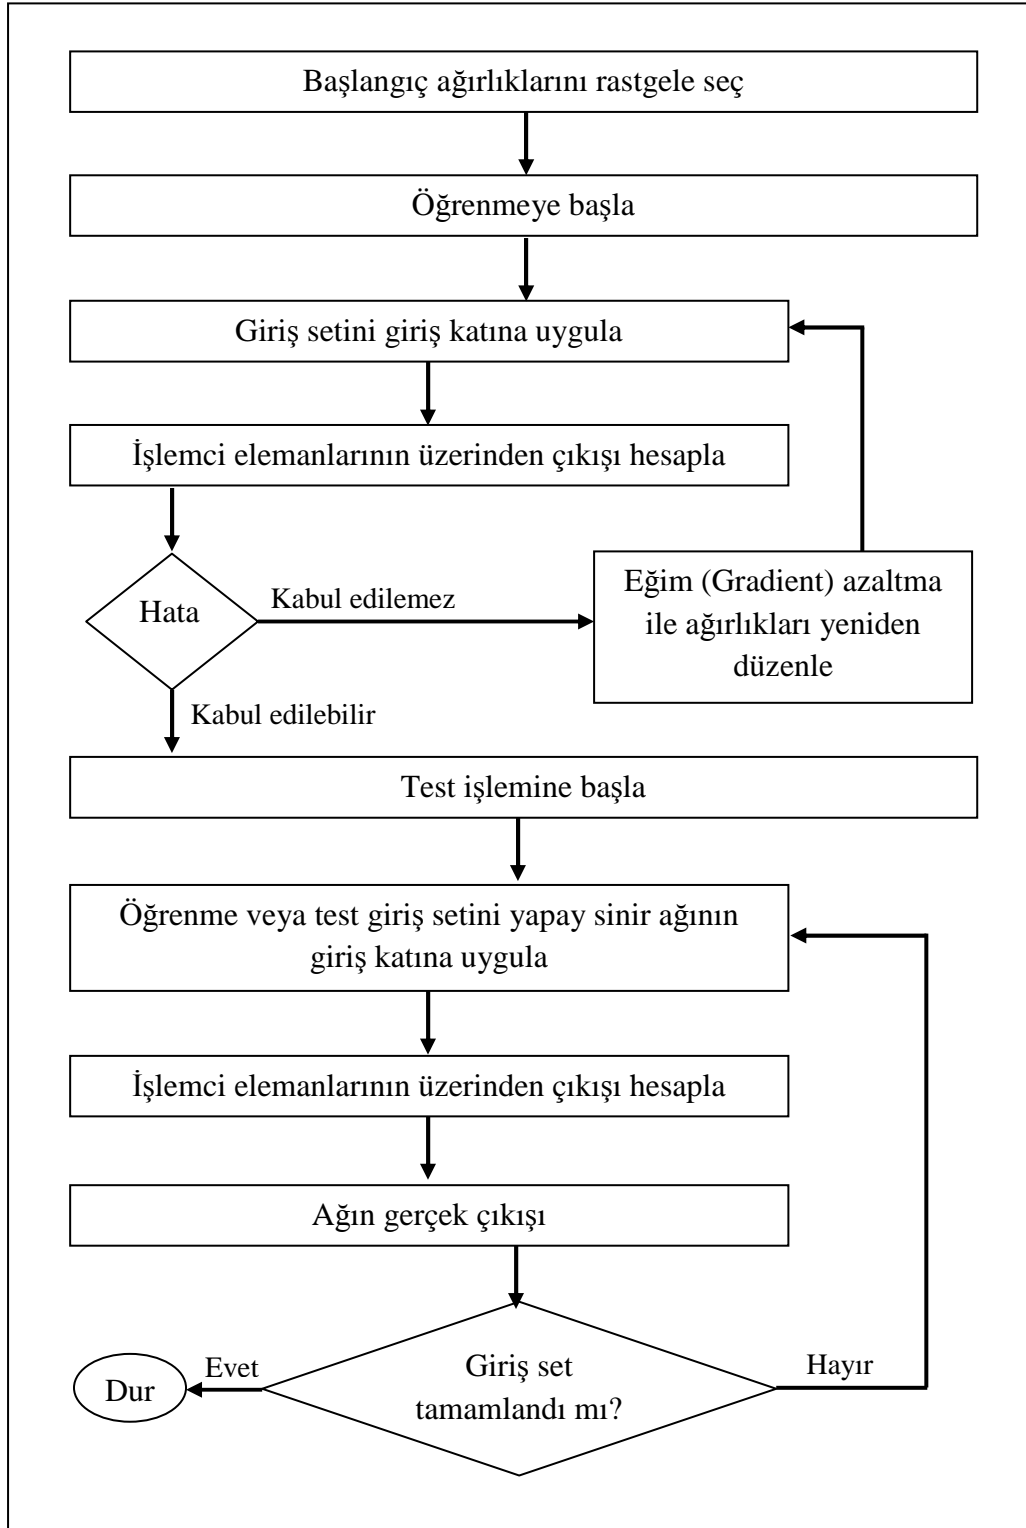 Başlangıç ağırlıklarını rastgele seç
Öğrenmeye başla
Giriş setini giriş katına uygula
İşlemci elemanlarının üzerinden çıkışı hesapla
Hata
Kabul edilemez
Eğim (Gradient) azaltma
ile ağırlıkları yeniden
düzenle
Kabul edilebilir
Test işlemine başla
Öğrenme veya test giriş setini yapay sinir ağının
giriş katına uygula
İşlemci elemanlarının üzerinden çıkışı hesapla
Ağın gerçek çıkışı
Giriş set
tamamlandı mı?
Evet
Dur
Hayır